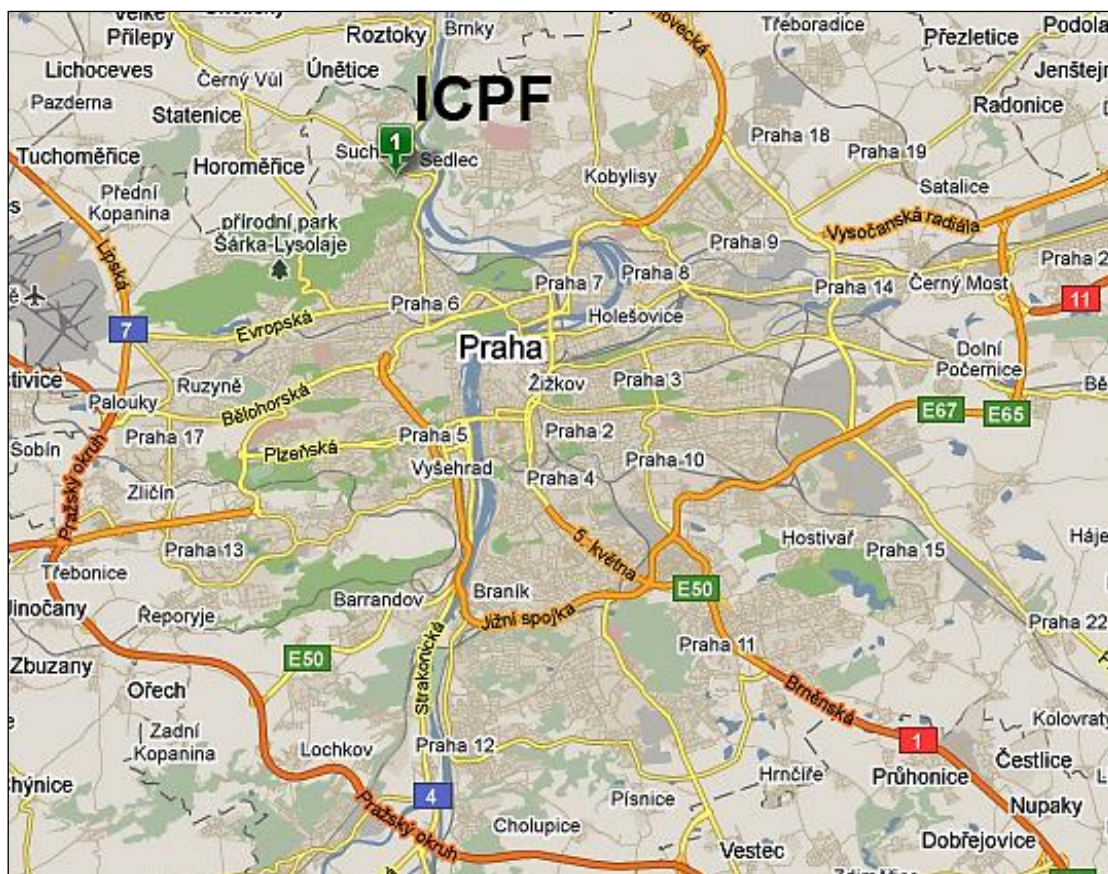 Velké
Přílepy
Roztoky
Brnky
Třeboradice
Přezletice
Podola
Lichoceves
Únětice
ICPF
Jenštejn
Pazderna
Černý Vůl
Radonice
Statenice
Praha 18
1
Tuchoměřice
Horoměřice
Such
Sedlec
Kobylisy
Praha 19
Satalice
Přední
Kopanina
přírodní park
Šárka-Lysolaje
Vysočanská radiála
Lipská
Praha 9
Praha 7
Praha 8
Praha 2
Praha 14
Černý Most
11
Praha 6
Holešovice
7
Evropská
Praha
Dolní
Počernice
stivice
Ruzyně
Žižkov
Praha 3
Palouky
Bělohorská
E67
E65
Praha 17
Praha 5
Praha 2
Sobín
Plzeňská
Vyšehrad
Praha 10
Pražský okruh
Zličín
Praha 4
5. května
Hostivař
Praha 15
Háje
Praha 13
Třebonice
Barrandov
Braník
E50
Jinočany
Řeporyje
Jižní spojka
Praha 22
Zbuzany
E50
Praha 11
Strakonická
Brněnská
Ořech
Zadní
Kopanina
Lochkov
Praha 12
Kolovraty
1
Čestlice
Chýnice
Hrnčíře
Průhonice
4
Písnice
Nupaky
Pražský okruh
Cholupice
Vestec
Dobřejovice